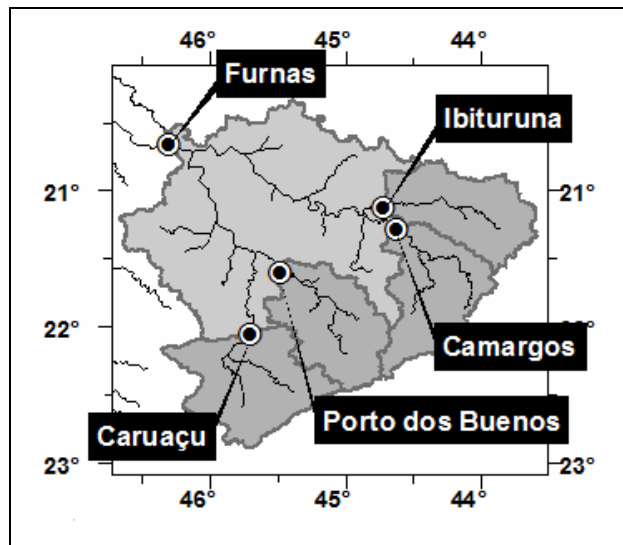 46° 45° 44°
Furnas
Ibituruna
21° 21°
22°
Camargos
Caruaçu
Porto dos Buenos
23° 23°
46° 45° 44°